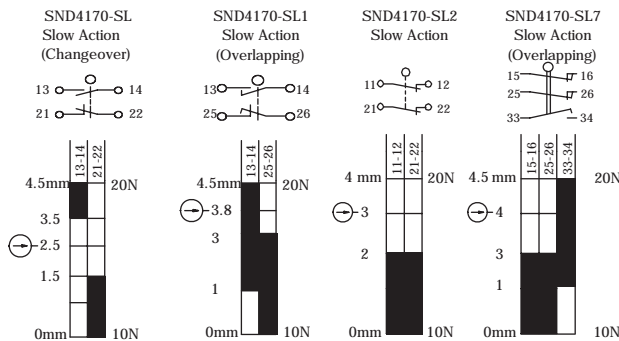 SND4170-SL
Slow Action
(Changeover)
13 14
21 22
13-14
21-22
4.5mm 20N
3.5
2.5
1.5
0mm 10N
SND4170-SL1
Slow Action
(Overlapping)
13 14
25 26
13-14
25-26
4.5mm 20N
3.8
3
1
0mm 10N
SND4170-SL2
Slow Action
11 12
21 22
11-12
21-22
4 mm 20N
3
2
0mm 10N
SND4170-SL7
Slow Action
(Overlapping)
15 16
25 26
33 34
15-16
25-26
33-34
4.5 mm 20N
4
3
1
0mm 10N